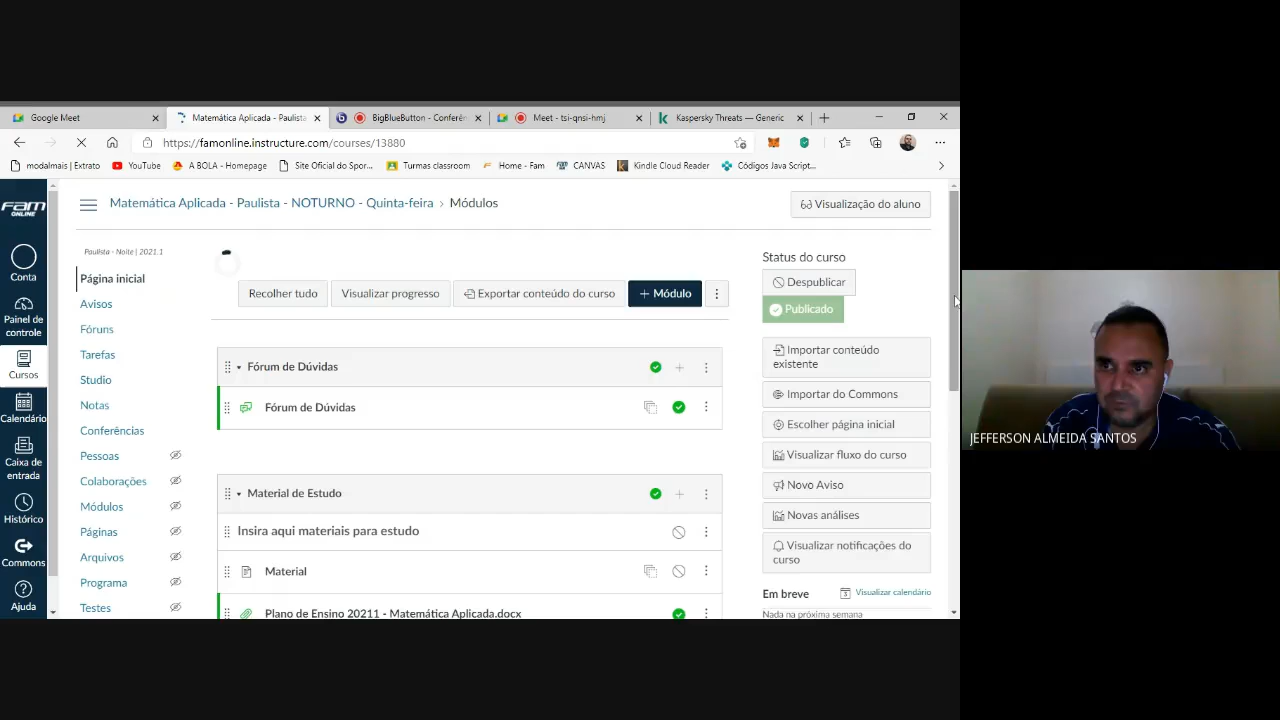 Google Meet
Matemática Aplicada - Paulista
BigBlueButton - Conferên
Meet - tsi-qnsi-hmj
Kaspersky Threats — Generic
https://famonline.instructure.com/courses/13880
modalmais | Extrato
YouTube
A BOLA - Homepage
Site Oficial do Spor...
Turmas classroom
Home - Fam
CANVAS
Kindle Cloud Reader
Códigos Java Script...
FAM
ONLINE
Conta
Painel de
controle
Cursos
Calendário
Caixa de
entrada
Histórico
Commons
Ajuda
Matemática Aplicada - Paulista - NOTURNO - Quinta-feira › Módulos
Visualização do aluno
Paulista - Noite | 2021.1
Página inicial
Avisos
Fóruns
Tarefas
Studio
Notas
Conferências
Pessoas
Colaborações
Módulos
Páginas
Arquivos
Programa
Testes
Recolher tudo
Visualizar progresso
Exportar conteúdo do curso
+ Módulo
Fórum de Dúvidas
Fórum de Dúvidas
Material de Estudo
Insira aqui materiais para estudo
Material
Plano de Ensino 20211 - Matemática Aplicada.docx
Status do curso
Despublicar
Publicado
Importar conteúdo
existente
Importar do Commons
Escolher página inicial
Visualizar fluxo do curso
Novo Aviso
Novas análises
Visualizar notificações do
curso
Em breve
Visualizar calendário
Nada na próxima semana
JEFFERSON ALMEIDA SANTOS